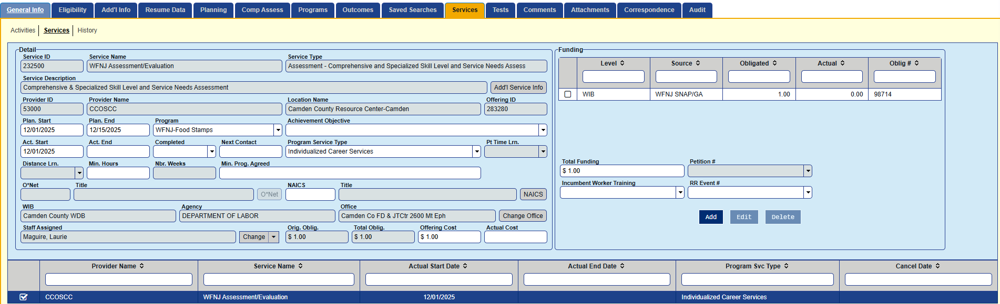 General Info Eligibility Add'l Info Resume Data Planning Comp Assess Programs Outcomes Saved Searches Services Tests Comments Attachments Correspondence Audit
Activities Services History
Detail
Service ID Service Name Service Type
232500 WFNJ Assessment/Evaluation Assessment - Comprehensive and Specialized Skill Level and Service Needs Assess
Service Description
Comprehensive & Specialized Skill Level and Service Needs Assessment Add'l Service Info
Provider ID Provider Name Location Name Offering ID
53000 CCOSCC Camden County Resource Center-Camden 283280
Plan. Start Plan. End Program Achievement Objective
12/01/2025 12/15/2025 WFNJ-Food Stamps
Act. Start Act. End Completed Next Contact Program Service Type Pt Time Lrn.
12/01/2025 Individualized Career Services
Distance Lrn. Min. Hours Nbr. Weeks Min. Prog. Agreed
O*Net Title NAICS Title
O*Net NAICS
WIB Agency Office
Camden County WDB DEPARTMENT OF LABOR Camden Co FD & JTCtr 2600 Mt Eph Change Office
Staff Assigned Orig. Oblig. Total Oblig. Offering Cost Actual Cost
Maguire, Laurie Change $ 1.00 $ 1.00 $ 1.00
Funding
Level Source Obligated Actual Oblig #
WIB WFNJ SNAP/GA 1.00 0.00 98714
Total Funding Petition #
$ 1.00
Incumbent Worker Training RR Event #
Add Edit Delete
Provider Name Service Name Actual Start Date Actual End Date Program Svc Type Cancel Date
CCOSCC WFNJ Assessment/Evaluation 12/01/2025 Individualized Career Services